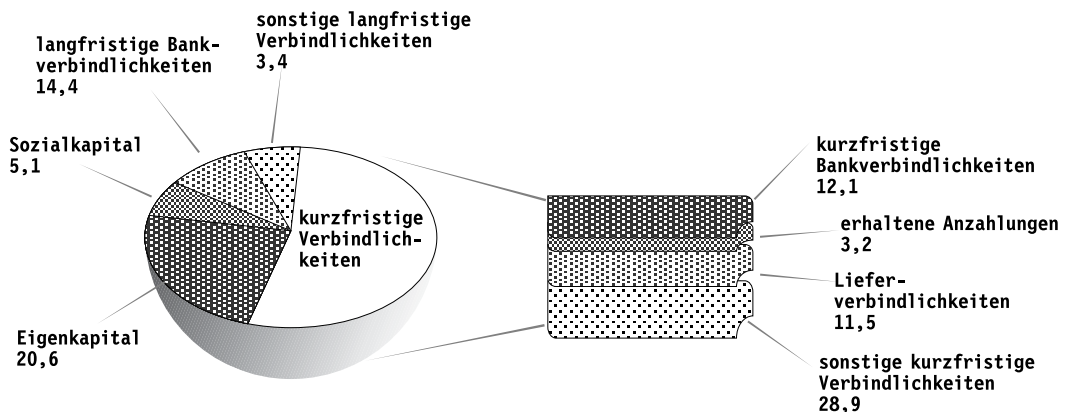 sonstige langfristige
Verbindlichkeiten
3,4
langfristige Bank-
verbindlichkeiten
14,4
Sozialkapital
5,1
kurzfristige
Verbindlich-
keiten
Eigenkapital
20,6
kurzfristige
Bankverbindlichkeiten
12,1
erhaltene Anzahlungen
3,2
Liefer-
verbindlichkeiten
11,5
sonstige kurzfristige
Verbindlichkeiten
28,9